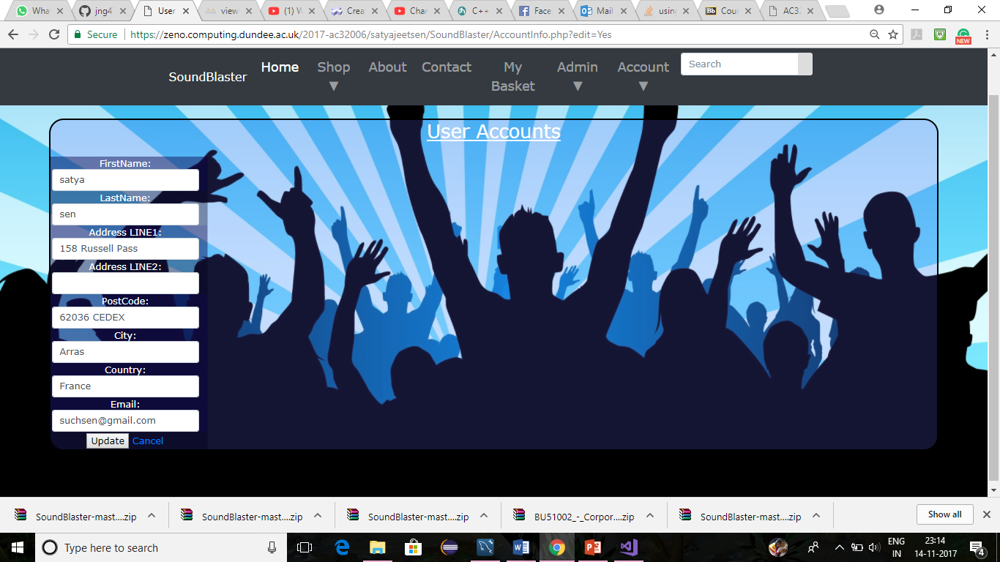 Wha
jng4
User
view
(1) W
Crea
Chan
C++
Face
Mail
using
Cour
AC32
Secure
https://zeno.computing.dundee.ac.uk/2017-ac32006/satyajeetsen/SoundBlaster/AccountInfo.php?edit=Yes
NEW
SoundBlaster
Home
Shop ▼
About
Contact
My
Basket
Admin ▼
Account ▼
Search
User Accounts
FirstName:
satya
LastName:
sen
Address LINE1:
158 Russell Pass
Address LINE2:
PostCode:
62036 CEDEX
City:
Arras
Country:
France
Email:
suchsen@gmail.com
Update Cancel
SoundBlaster-mast....zip
SoundBlaster-mast....zip
SoundBlaster-mast....zip
BU51002_-_Corpor....zip
SoundBlaster-mast....zip
Show all
Type here to search
ENG
IN
23:14
14-11-2017
4